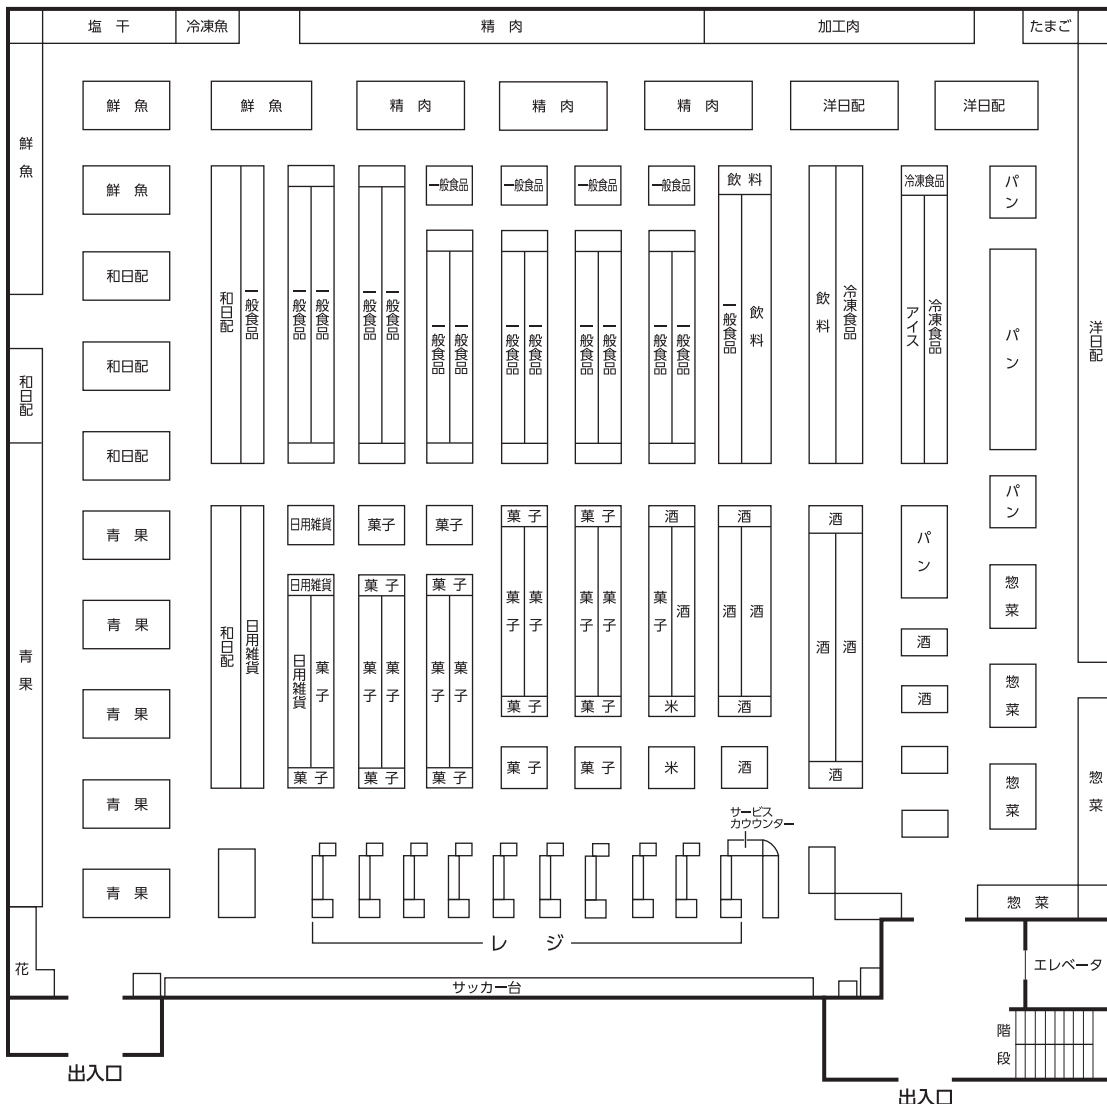 塩 干
冷凍魚
精 肉
加工肉
たまご
鮮魚
鮮 魚
鮮 魚
精 肉
精 肉
精 肉
洋日配
洋日配
鮮 魚
一般食品
一般食品
一般食品
一般食品
飲 料
冷凍食品
パン
和日配
和日配
一般食品
一般食品
一般食品
一般食品
一般食品
一般食品
一般食品
一般食品
一般食品
一般食品
一般食品
一般食品
一般食品
一般食品
飲料
飲料
冷凍食品
アイス
冷凍食品
パン
洋日配
和日配
和日配
和日配
パン
青 果
日用雑貨
菓子
菓子
菓 子
菓 子
酒
酒
酒
パン
和日配
日用雑貨
日用雑貨
菓 子
菓 子
惣菜
青 果
日用雑貨
菓子
菓子
菓子
菓子
菓子
菓子
菓子
菓子
菓子
菓子
酒
酒
酒
酒
酒
酒
青果
惣菜
酒
青 果
菓 子
菓 子
米
酒
菓 子
菓 子
菓 子
菓 子
菓 子
米
酒
酒
惣菜
惣菜
青 果
サービス
カウウンター
青 果
惣 菜
レ ジ
花
エレベータ
サッカー台
階段
出入口
出入口